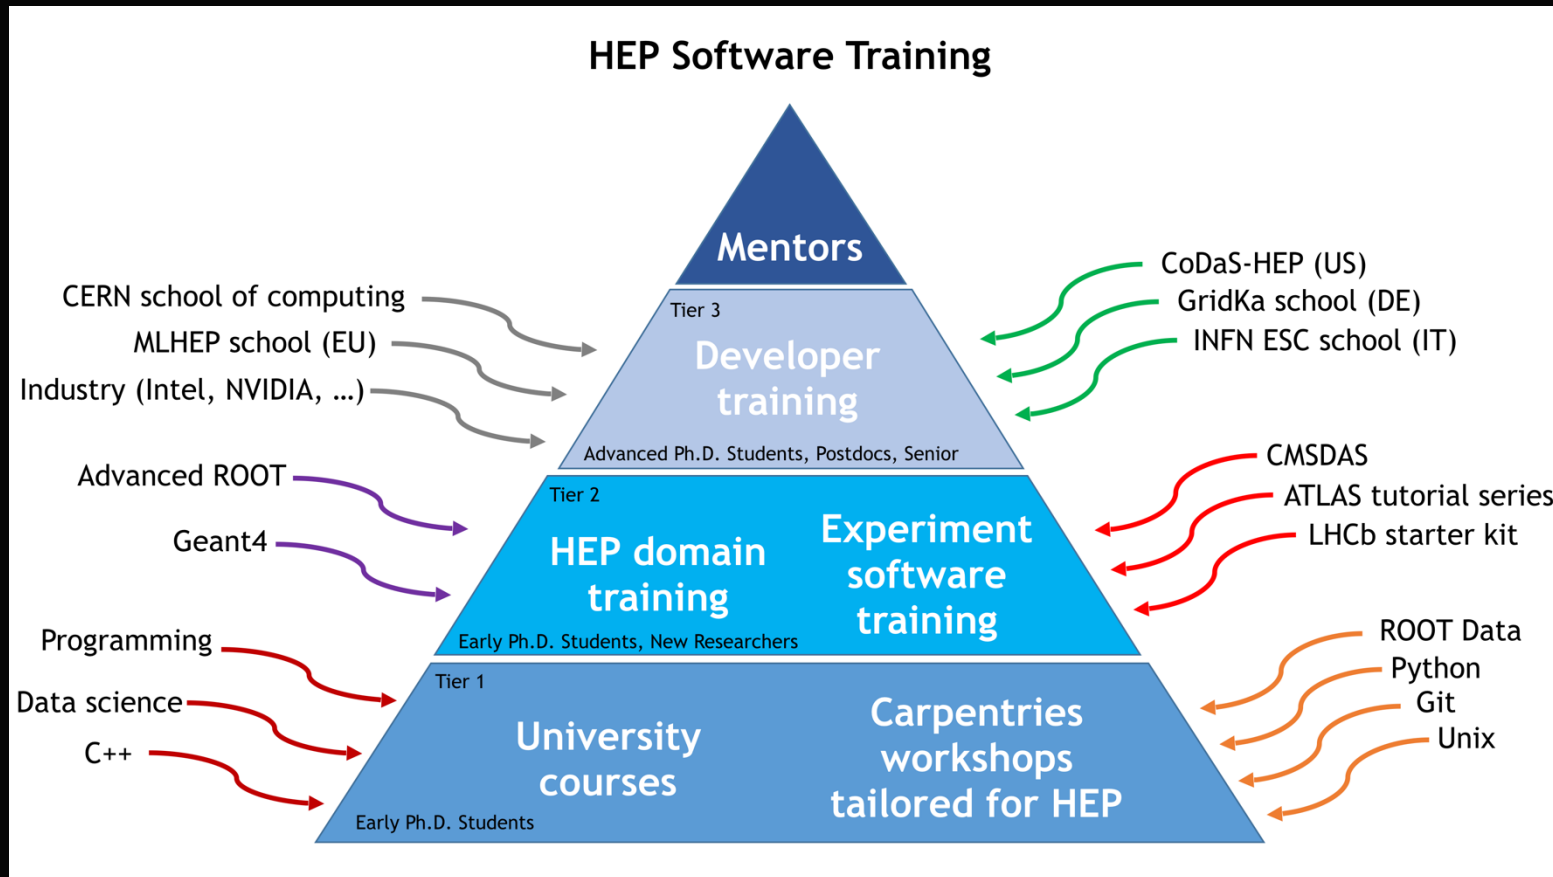 HEP Software Training
Mentors
CERN school of computing
MLHEP school (EU)
Industry (Intel, NVIDIA, ...)
CoDaS-HEP (US)
GridKa school (DE)
INFN ESC school (IT)
Tier 3
Developer
training
Advanced Ph.D. Students, Postdocs, Senior
Advanced ROOT
Geant4
CMSDAS
ATLAS tutorial series
LHCb starter kit
Tier 2
HEP domain
training
Experiment
software
training
Early Ph.D. Students, New Researchers
Programming
Data science
C++
ROOT Data
Python
Git
Unix
Tier 1
University
courses
Carpentries
workshops
tailored for HEP
Early Ph.D. Students